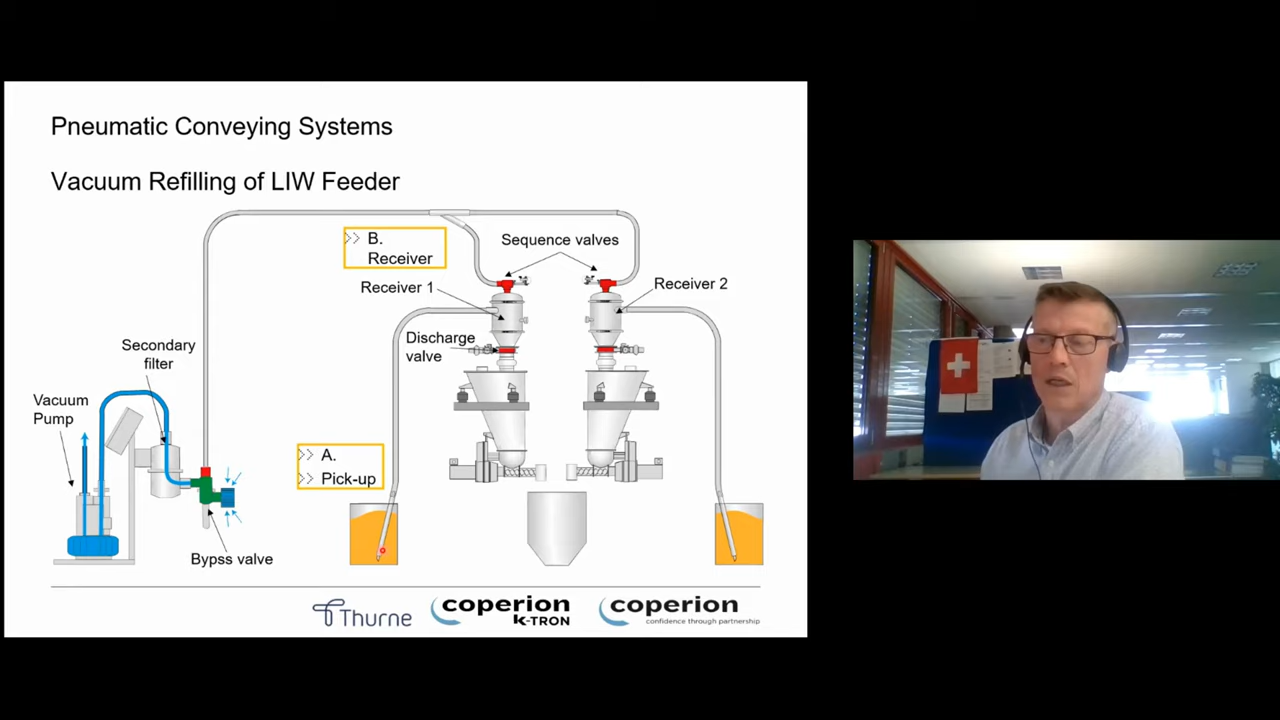 Pneumatic Conveying Systems
Vacuum Refilling of LIW Feeder
B.
Receiver
Sequence valves
Receiver 1
Receiver 2
Discharge
valve
Secondary
filter
Vacuum
Pump
A.
Pick-up
Bypss valve
Thurne
coperion
K-TRON
coperion
confidence through partnership